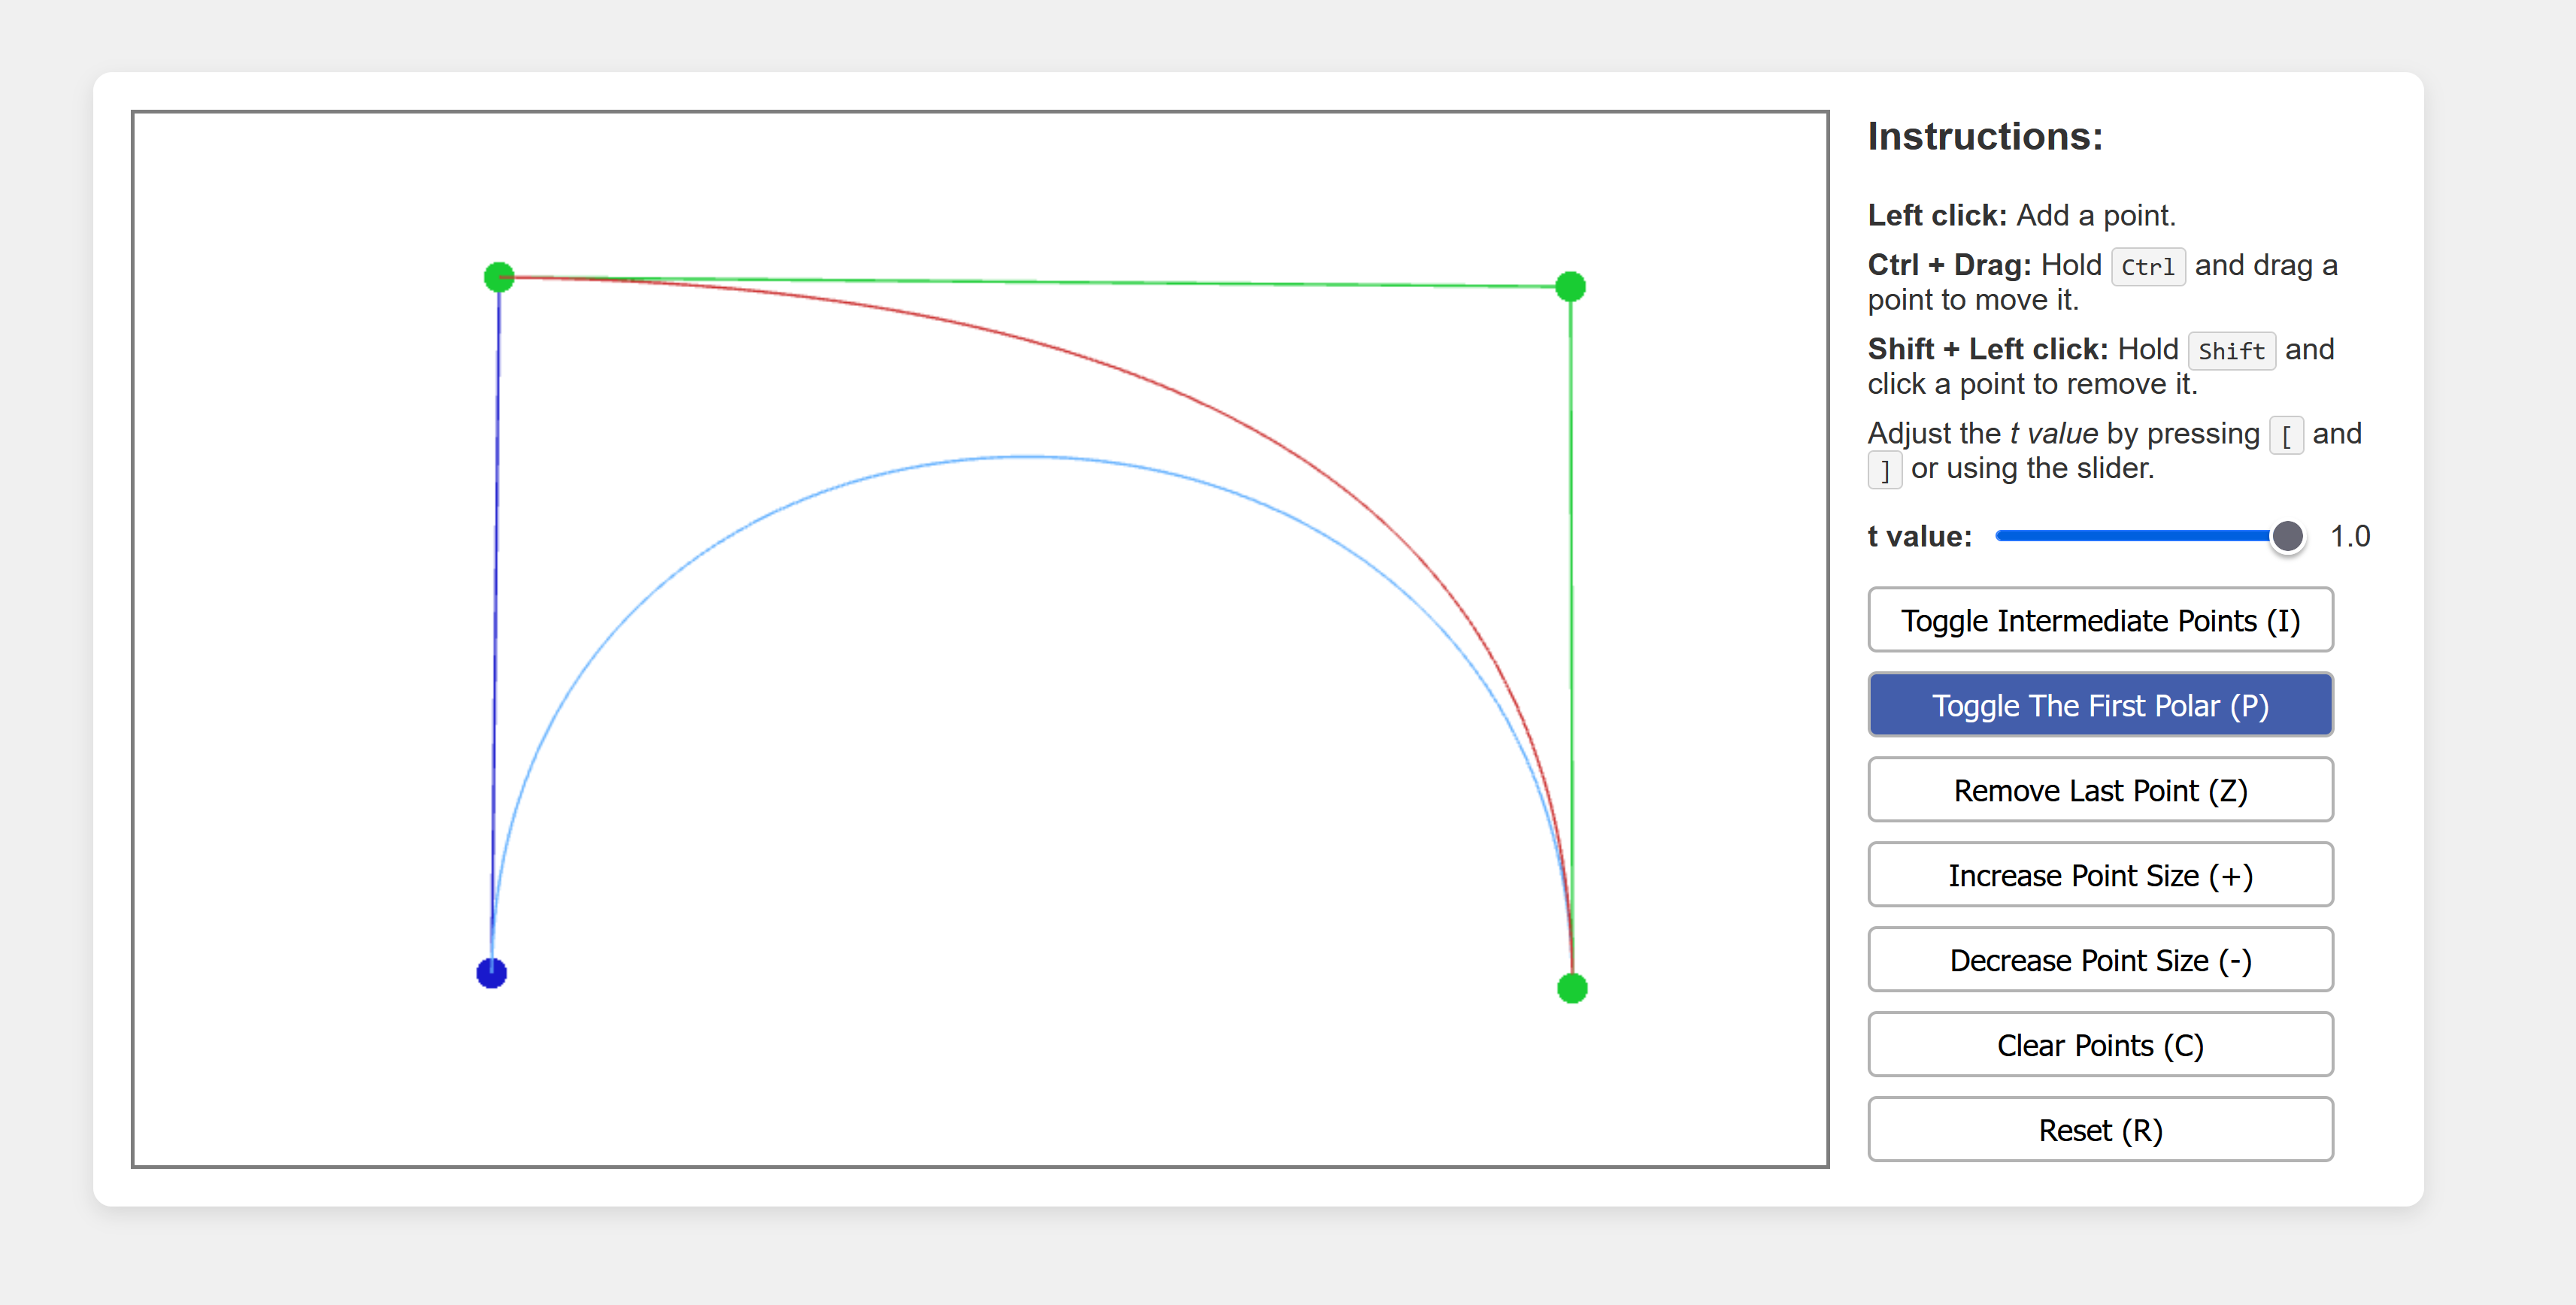 Instructions:
Left click: Add a point.
Ctrl + Drag: Hold Ctrl and drag a
point to move it.
Shift + Left click: Hold Shift and
click a point to remove it.
Adjust the t value by pressing [ and
] or using the slider.
t value: 1.0
Toggle Intermediate Points (I)
Toggle The First Polar (P)
Remove Last Point (Z)
Increase Point Size (+)
Decrease Point Size (-)
Clear Points (C)
Reset (R)